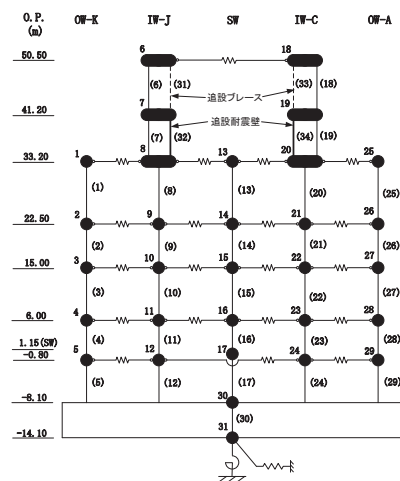 O.P. OW-K IW-J SW IW-C OW-A
(m)
6 18
50.50
(6) (31) (33) (18)
追設ブレース
7 19
41.20
追設耐震壁
(7) (32) (34) (19)
1 8 13 20 25
33.20
(1) (8) (13) (20) (25)
2 9 14 21 26
22.50
(2) (9) (14) (21) (26)
3 10 15 22 27
15.00
(3) (10) (15) (22) (27)
4 11 16 23 28
6.00
(4) (11) (16) (23) (28)
1.15(SW)
5 12 17 24 29
-0.80
(5) (12) (17) (24) (29)
30
-8.10
(30)
31
-14.10